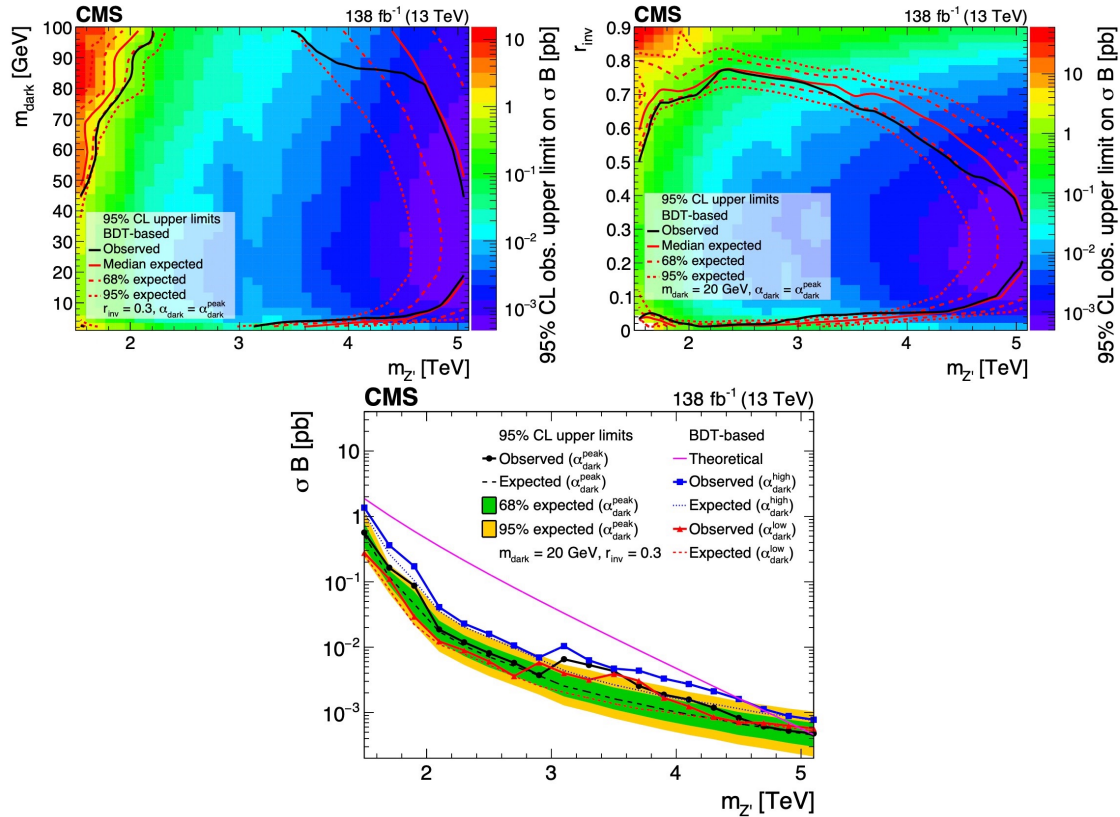 CMS 138 fb⁻¹ (13 TeV)
m_dark [GeV]
100
90
80
70
60
50
40
30
20
10
95% CL upper limits
BDT-based
Observed
Median expected
68% expected
95% expected
r_inv = 0.3, α_dark = α_dark^peak
2 3 4 5
m_Z' [TeV]
10
1
10⁻¹
10⁻²
10⁻³
95% CL obs. upper limit on σ B [pb]
CMS 138 fb⁻¹ (13 TeV)
r_inv
0.9
0.8
0.7
0.6
0.5
0.4
0.3
0.2
0.1
0
95% CL upper limits
BDT-based
Observed
Median expected
68% expected
95% expected
m_dark = 20 GeV, α_dark = α_dark^peak
2 3 4 5
m_Z' [TeV]
10
1
10⁻¹
10⁻²
10⁻³
95% CL obs. upper limit on σ B [pb]
CMS 138 fb⁻¹ (13 TeV)
σ B [pb]
10
1
10⁻¹
10⁻²
10⁻³
95% CL upper limits
Observed (α_dark^peak)
Expected (α_dark^peak)
68% expected (α_dark^peak)
95% expected (α_dark^peak)
m_dark = 20 GeV, r_inv = 0.3
BDT-based
Theoretical
Observed (α_dark^high)
Expected (α_dark^high)
Observed (α_dark^low)
Expected (α_dark^low)
2 3 4 5
m_Z' [TeV]